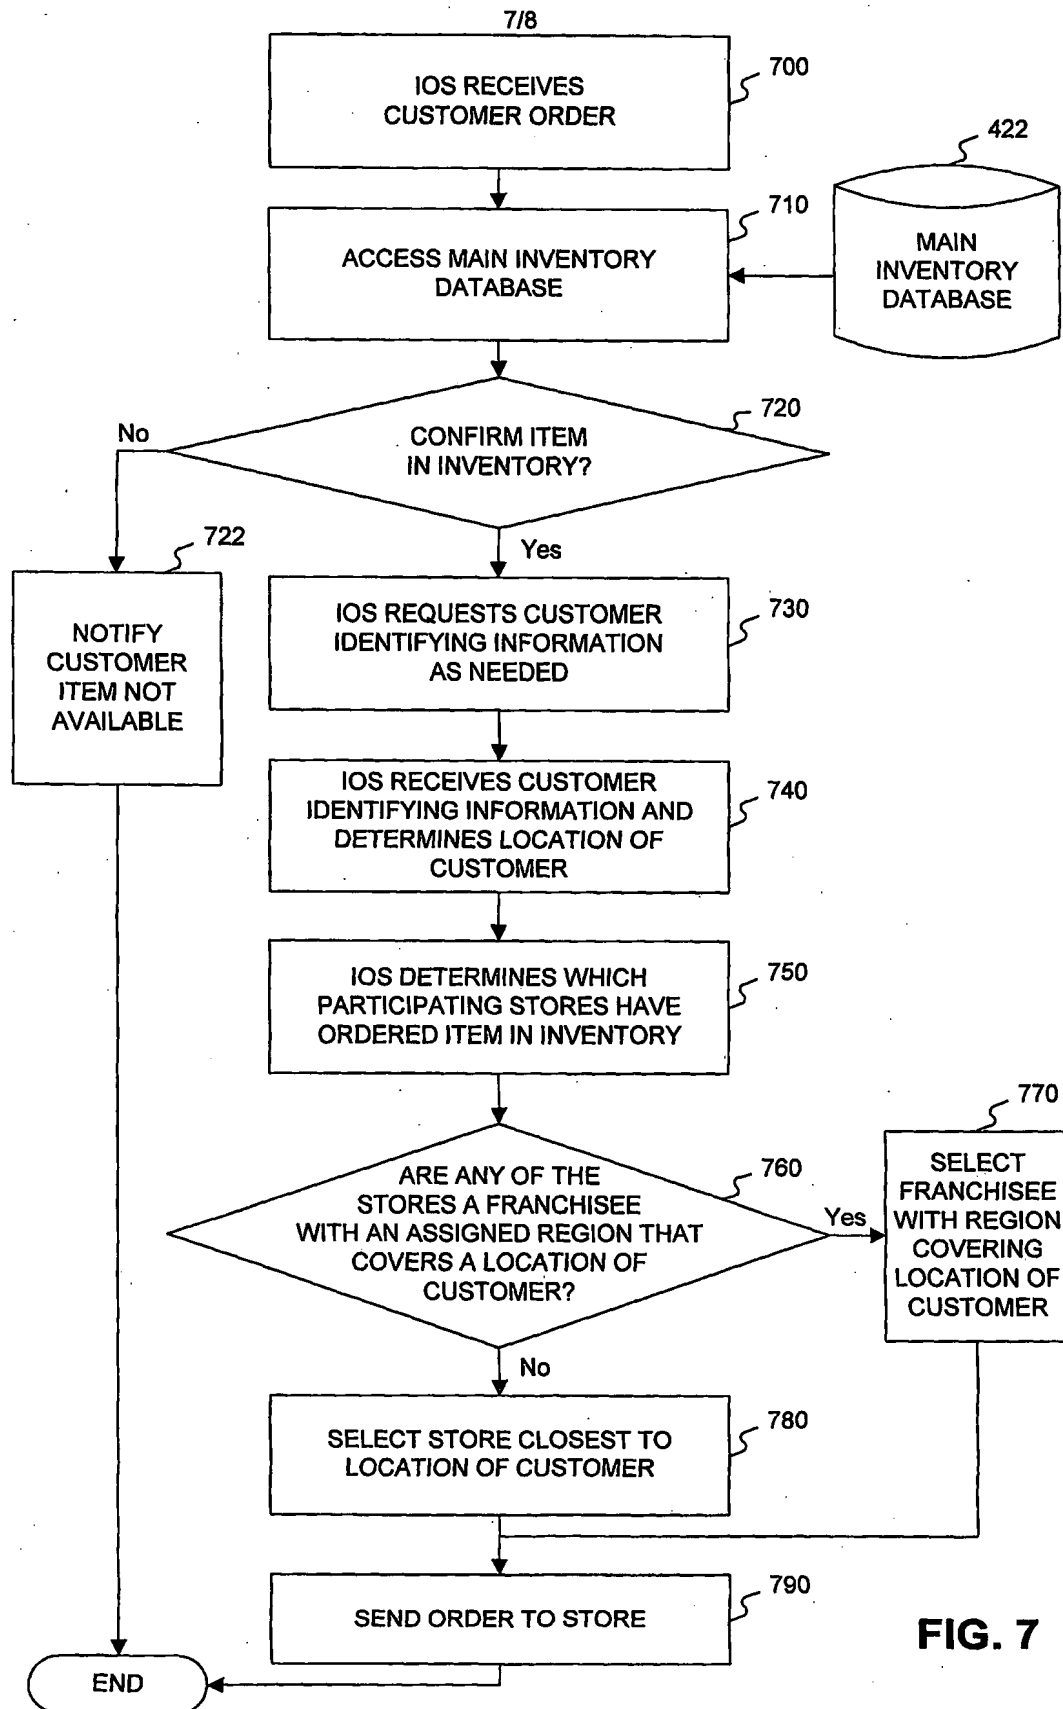 7/8
IOS RECEIVES
CUSTOMER ORDER
700
422
710
ACCESS MAIN INVENTORY
DATABASE
MAIN
INVENTORY
DATABASE
720
No
CONFIRM ITEM
IN INVENTORY?
722
Yes
NOTIFY
CUSTOMER
ITEM NOT
AVAILABLE
IOS REQUESTS CUSTOMER
IDENTIFYING INFORMATION
AS NEEDED
730
IOS RECEIVES CUSTOMER
IDENTIFYING INFORMATION AND
DETERMINES LOCATION OF
CUSTOMER
740
IOS DETERMINES WHICH
PARTICIPATING STORES HAVE
ORDERED ITEM IN INVENTORY
750
ARE ANY OF THE
STORES A FRANCHISEE
WITH AN ASSIGNED REGION THAT
COVERS A LOCATION OF
CUSTOMER?
760
Yes
770
SELECT
FRANCHISEE
WITH REGION
COVERING
LOCATION OF
CUSTOMER
No
SELECT STORE CLOSEST TO
LOCATION OF CUSTOMER
780
SEND ORDER TO STORE
790
FIG. 7
END